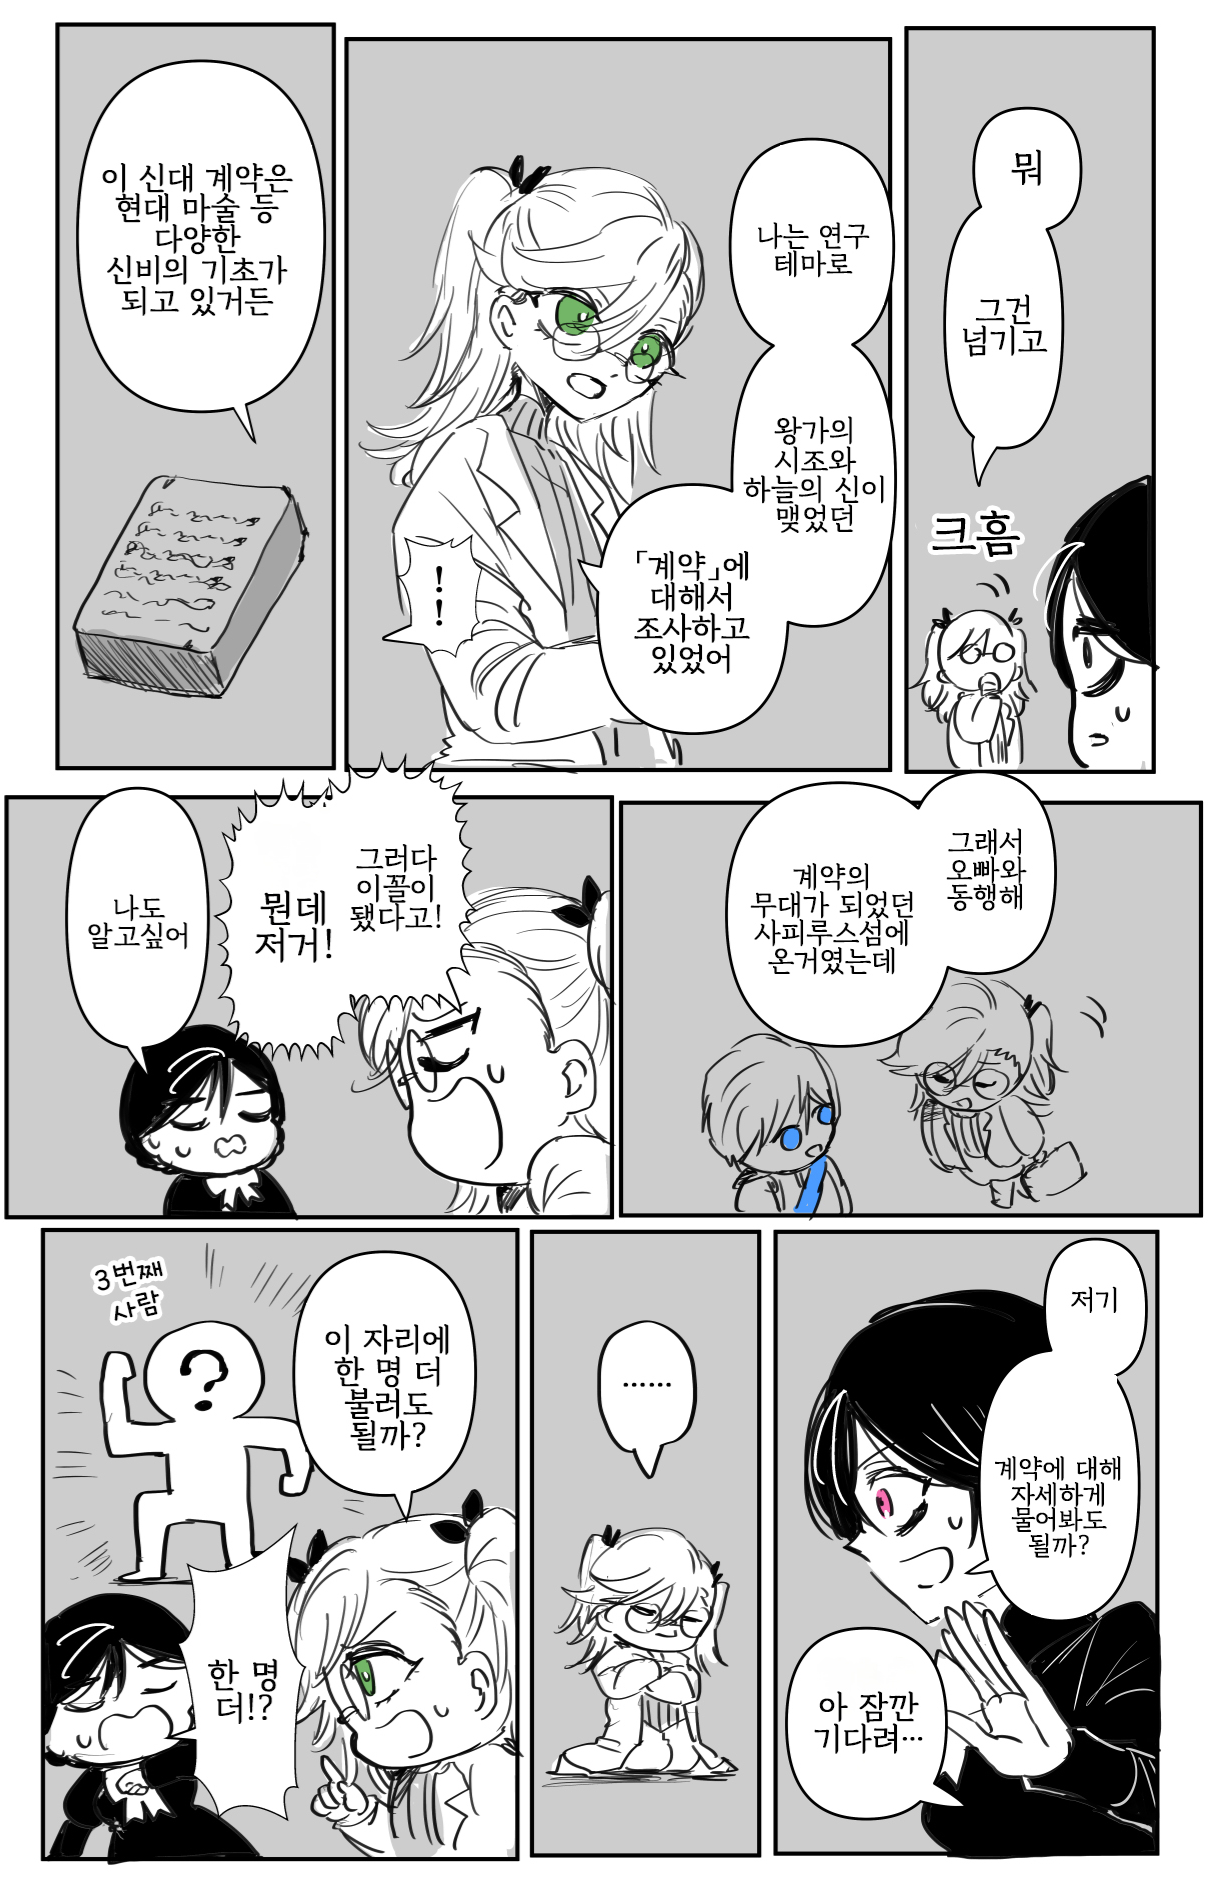 뭐
그건
넘기고
크흠
나는 연구
테마로
왕가의
시조와
하늘의 신이
맺었던
「계약」에
대해서
조사하고
있었어
!!
이 신대 계약은
현대 마술 등
다양한
신비의 기초가
되고 있거든
그래서
오빠와
동행해
계약의
무대가 되었던
사피루스섬에
온거였는데
그러다
이꼴이
됐다고!
뭔데
저거!
나도
알고싶어
저기
계약에 대해
자세하게
물어봐도
될까?
아 잠깐
기다려…
……
이 자리에
한 명 더
불러도
될까?
3번째
사람
?
한 명
더!?